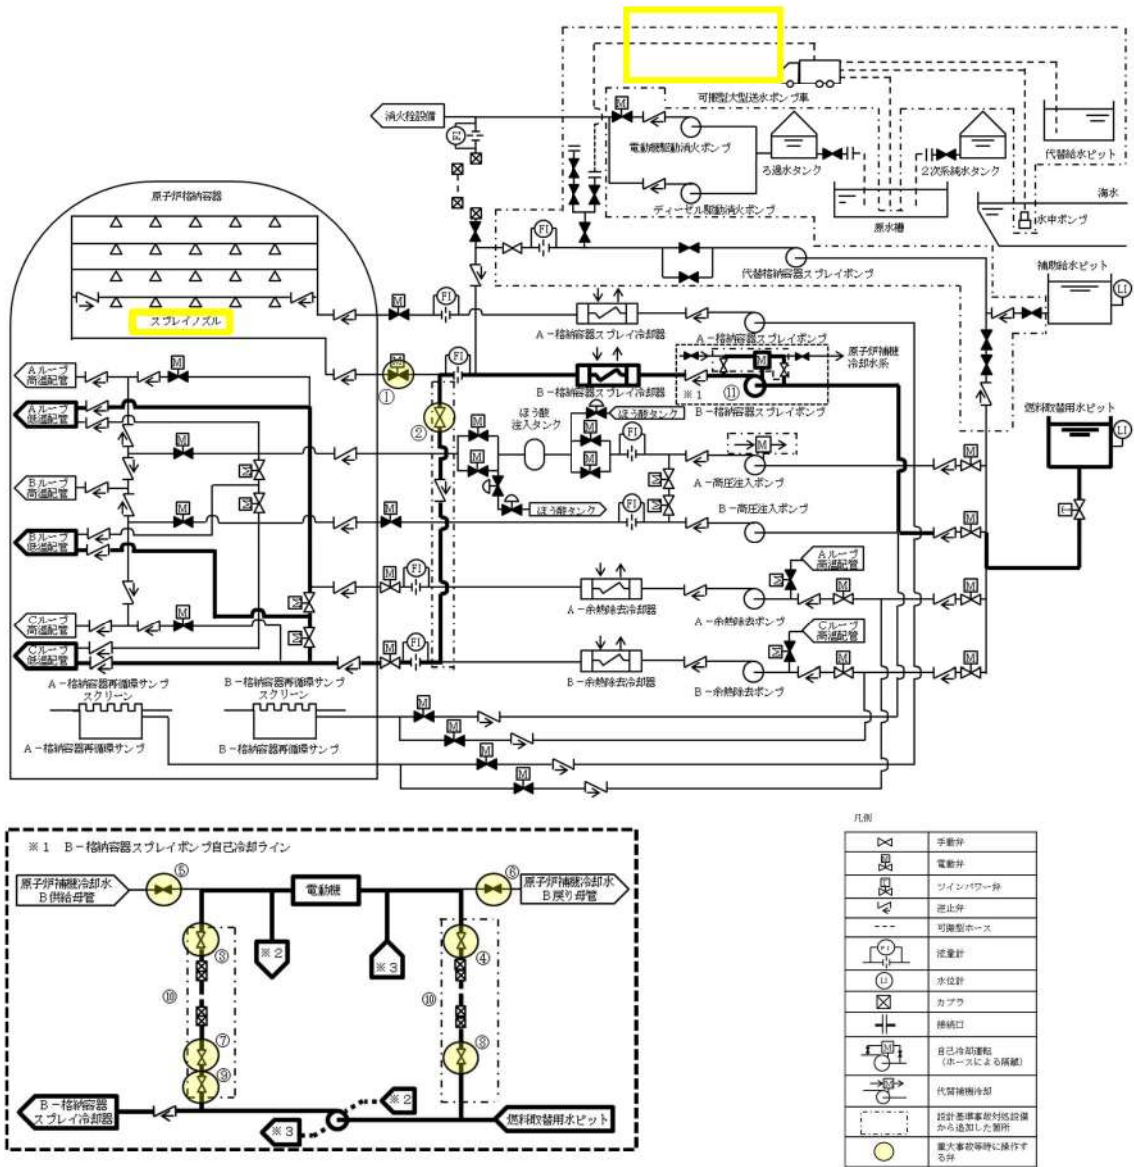 可搬型大型送水ポンプ車
消火栓設備
M
FI
電動機駆動消火ポンプ
ろ過水タンク
2次系純水タンク
代替給水ピット
原子炉格納容器
ディーゼル駆動消火ポンプ
原水槽
海水
水中ポンプ
FI
代替格納容器スプレイポンプ
補助給水ピット
LI
スプレイノズル
M
FI
A-格納容器スプレイ冷却器
A-格納容器スプレイポンプ
原子炉補機
冷却水系
Aループ
高温配管
M
M
①
FI
B-格納容器スプレイ冷却器
※1
⑪
M
B-格納容器スプレイポンプ
燃料取替用水ピット
LI
Aループ
低温配管
②
ほう酸
注入タンク
ほう酸タンク
M
M
M
M
FI
M
A-高圧注入ポンプ
M
Bループ
高温配管
M
M
M
ほう酸タンク
FI
M
M
B-高圧注入ポンプ
Bループ
低温配管
M
M
M
Aループ
高温配管
M
FI
A-余熱除去冷却器
A-余熱除去ポンプ
M
M
M
Cループ
高温配管
M
M
M
Cループ
高温配管
Cループ
低温配管
M
FI
B-余熱除去冷却器
B-余熱除去ポンプ
M
M
M
A-格納容器再循環サンプ
スクリーン
B-格納容器再循環サンプ
スクリーン
A-格納容器再循環サンプ
B-格納容器再循環サンプ
M
M
M
M
※1 B-格納容器スプレイポンプ自己冷却ライン
原子炉補機冷却水
B供給母管
⑤
電動機
⑥
原子炉補機冷却水
B戻り母管
③
※2
※3
④
⑩
⑩
⑦
⑧
⑨
B-格納容器
スプレイ冷却器
※2
※3
燃料取替用水ピット
凡例
手動弁
M
電動弁
ツインパワー弁
逆止弁
可搬型ホース
FI
流量計
LI
水位計
カプラ
接続口
M
自己冷却運転
(ホースによる隔離)
M
代替補機冷却
設計基準事故対処設備
から追加した箇所
重大事故等時に操作す
る弁